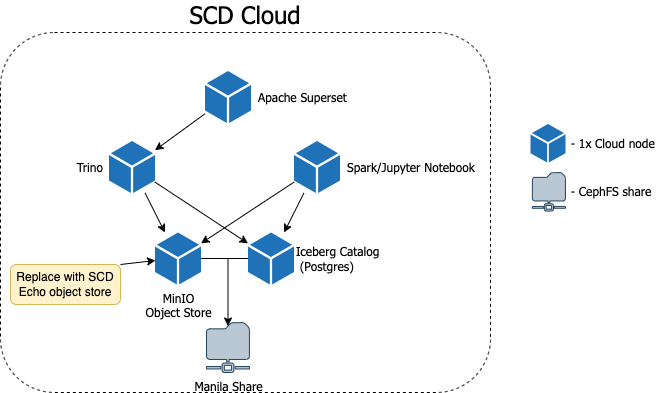 SCD Cloud
Apache Superset
Trino
Spark/Jupyter Notebook
- 1x Cloud node
- CephFS share
Iceberg Catalog
(Postgres)
Replace with SCD
Echo object store
MinIO
Object Store
Manila Share